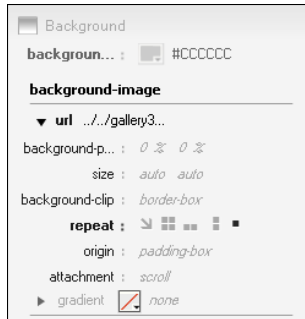 Background
backgroun... : #CCCCCC
background-image
url ../../gallery3...
background-p... : 0 % 0 %
size : auto auto
background-clip : border-box
repeat :
origin : padding-box
attachment : scroll
gradient none